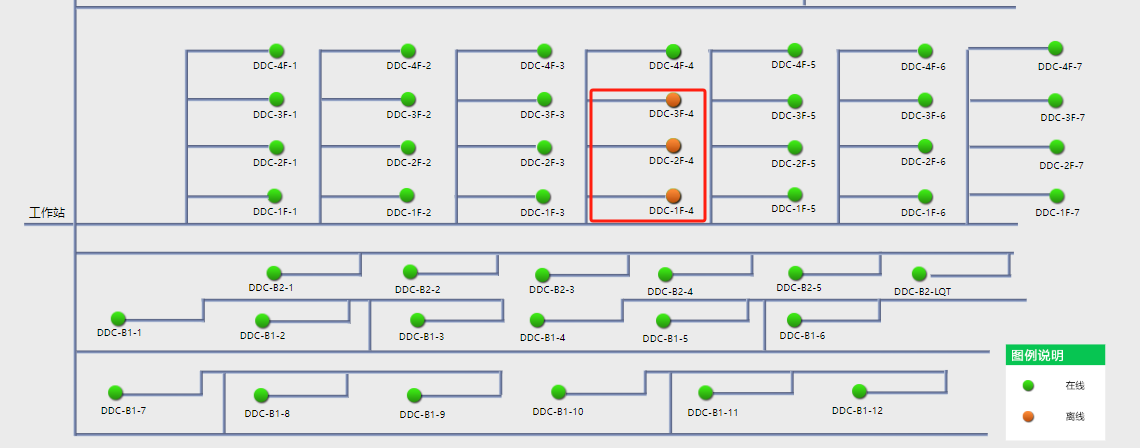 DDC-4F-1 DDC-4F-2 DDC-4F-3 DDC-4F-4 DDC-4F-5 DDC-4F-6 DDC-4F-7
DDC-3F-1 DDC-3F-2 DDC-3F-3 DDC-3F-4 DDC-3F-5 DDC-3F-6 DDC-3F-7
DDC-2F-1 DDC-2F-2 DDC-2F-3 DDC-2F-4 DDC-2F-5 DDC-2F-6 DDC-2F-7
工作站 DDC-1F-1 DDC-1F-2 DDC-1F-3 DDC-1F-4 DDC-1F-5 DDC-1F-6 DDC-1F-7
DDC-B2-1 DDC-B2-2 DDC-B2-3 DDC-B2-4 DDC-B2-5 DDC-B2-LQT
DDC-B1-1 DDC-B1-2 DDC-B1-3 DDC-B1-4 DDC-B1-5 DDC-B1-6
DDC-B1-7 DDC-B1-8 DDC-B1-9 DDC-B1-10 DDC-B1-11 DDC-B1-12
图例说明
在线
离线